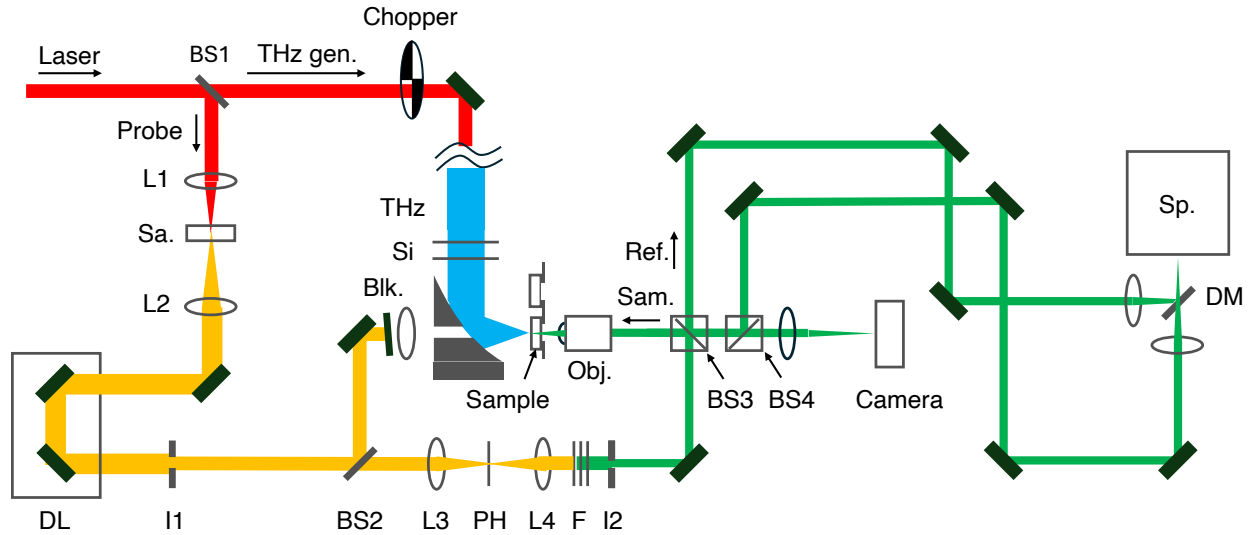 Chopper
Laser
BS1
THz gen.
Probe
L1
THz
Sp.
Sa.
Ref.
Si
Blk.
Sam.
L2
DM
Obj.
Sample
BS3
BS4
Camera
DL
I1
BS2
L3
PH
L4
F
I2